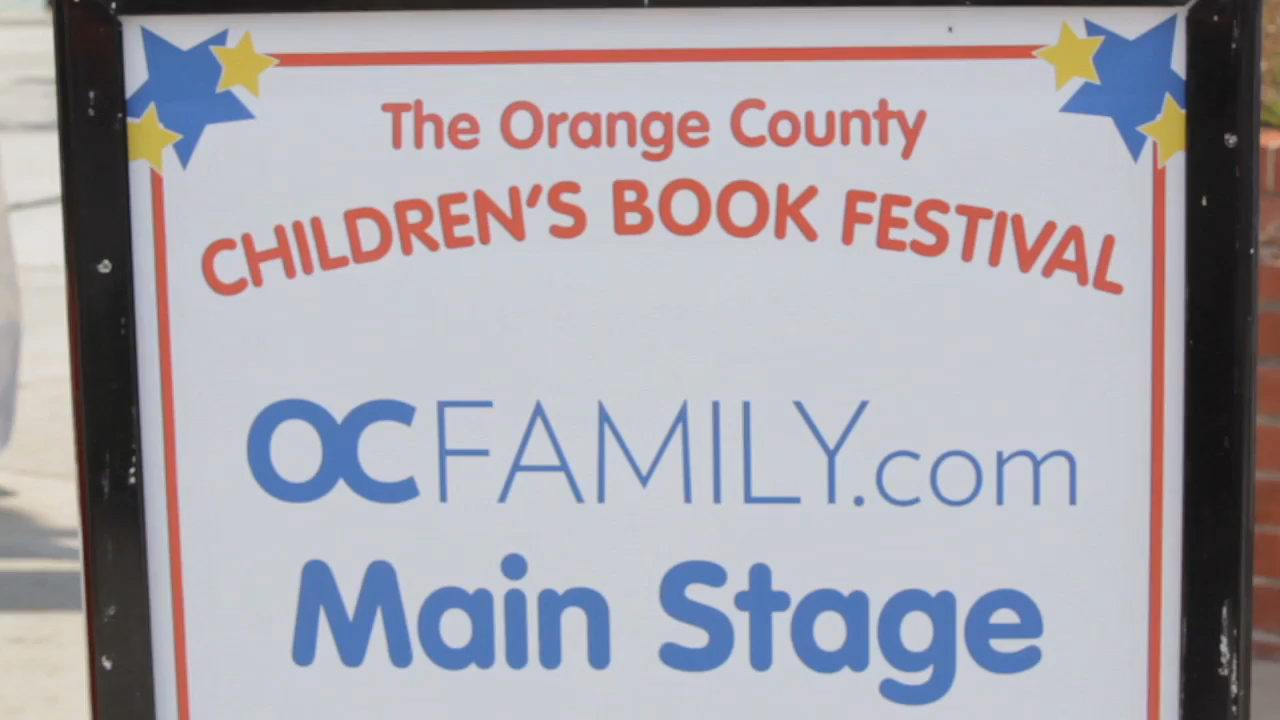 The Orange County
CHILDREN'S BOOK FESTIVAL
OCFAMILY.com
Main Stage